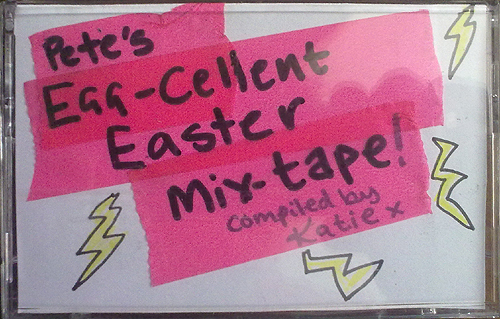 Pete's
EGG-Cellent
Easter
Mix-tape!
Compiled by
Katie x